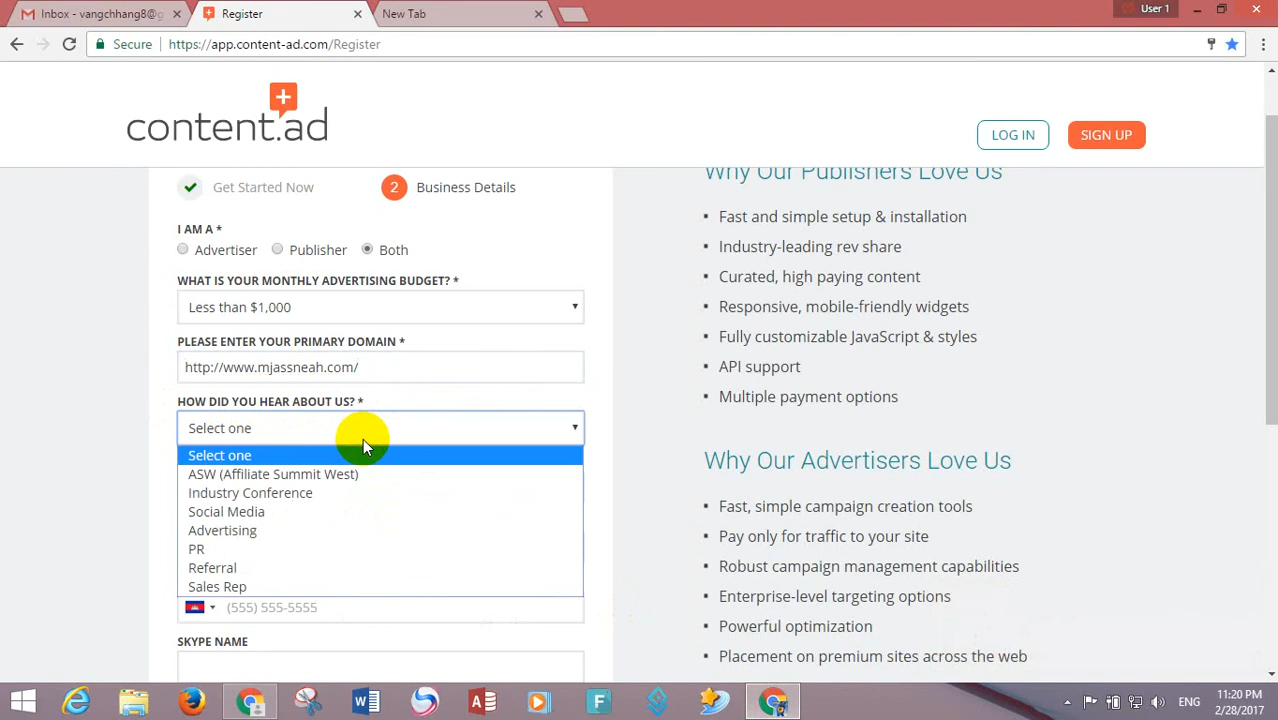 Inbox - vangchhang8@g
Register
New Tab
User 1
Secure
https://app.content-ad.com/Register
content.ad
LOG IN
SIGN UP
Get Started Now
2
Business Details
I AM A *
Advertiser
Publisher
Both
WHAT IS YOUR MONTHLY ADVERTISING BUDGET? *
Less than $1,000
PLEASE ENTER YOUR PRIMARY DOMAIN *
http://www.mjassneah.com/
HOW DID YOU HEAR ABOUT US? *
Select one
Select one
ASW (Affiliate Summit West)
Industry Conference
Social Media
Advertising
PR
Referral
Sales Rep
(555) 555-5555
SKYPE NAME
Why Our Publishers Love Us
Fast and simple setup & installation
Industry-leading rev share
Curated, high paying content
Responsive, mobile-friendly widgets
Fully customizable JavaScript & styles
API support
Multiple payment options
Why Our Advertisers Love Us
Fast, simple campaign creation tools
Pay only for traffic to your site
Robust campaign management capabilities
Enterprise-level targeting options
Powerful optimization
Placement on premium sites across the web
ENG
11:20 PM
2/28/2017